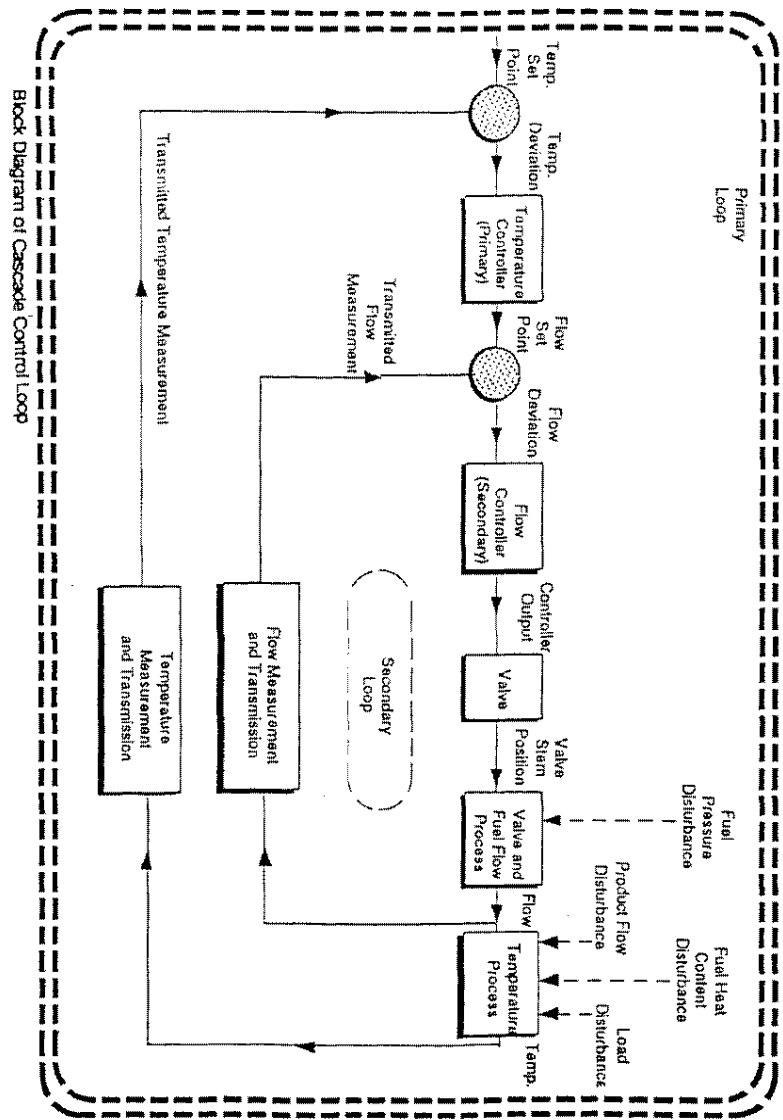 Primary
Loop
Fuel
Pressure
Disturbance
Fuel Heat
Content
Disturbance
Product Flow
Disturbance
Load
Disturbance
Temp.
Set
Point
Temp.
Deviation
Temperature
Controller
(Primary)
Flow
Set
Point
Flow
Deviation
Flow
Controller
(Secondary)
Controller
Output
Valve
Valve
Stem
Position
Valve and
Fuel Flow
Process
Flow
Temperature
Process
Temp.
Transmitted
Flow
Measurement
Secondary
Loop
Flow Measurement
and Transmission
Transmitted Temperature Measurement
Temperature
Measurement
and Transmission
Block Diagram of Cascade Control Loop